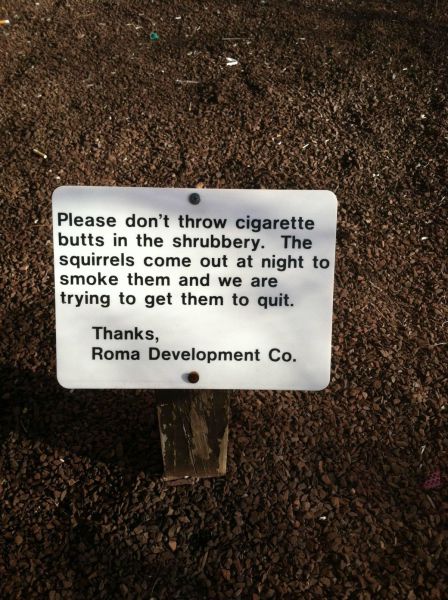 Please don't throw cigarette
butts in the shrubbery. The
squirrels come out at night to
smoke them and we are
trying to get them to quit.
Thanks,
Roma Development Co.